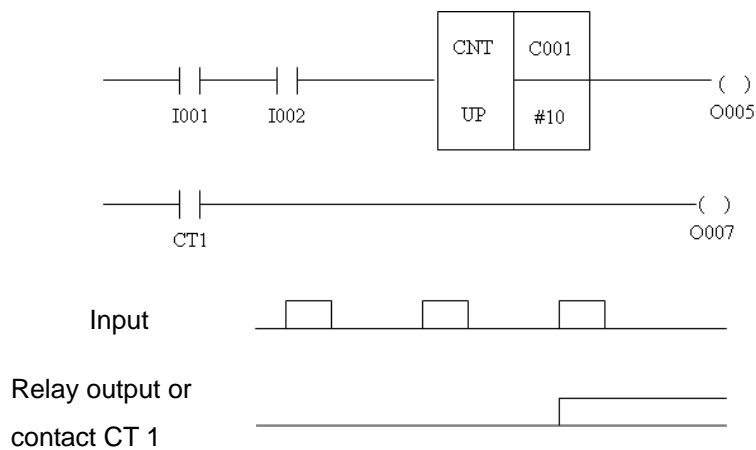 CNT C001
I001 I002 UP #10 O005
CT1 O007
Input
Relay output or
contact CT 1